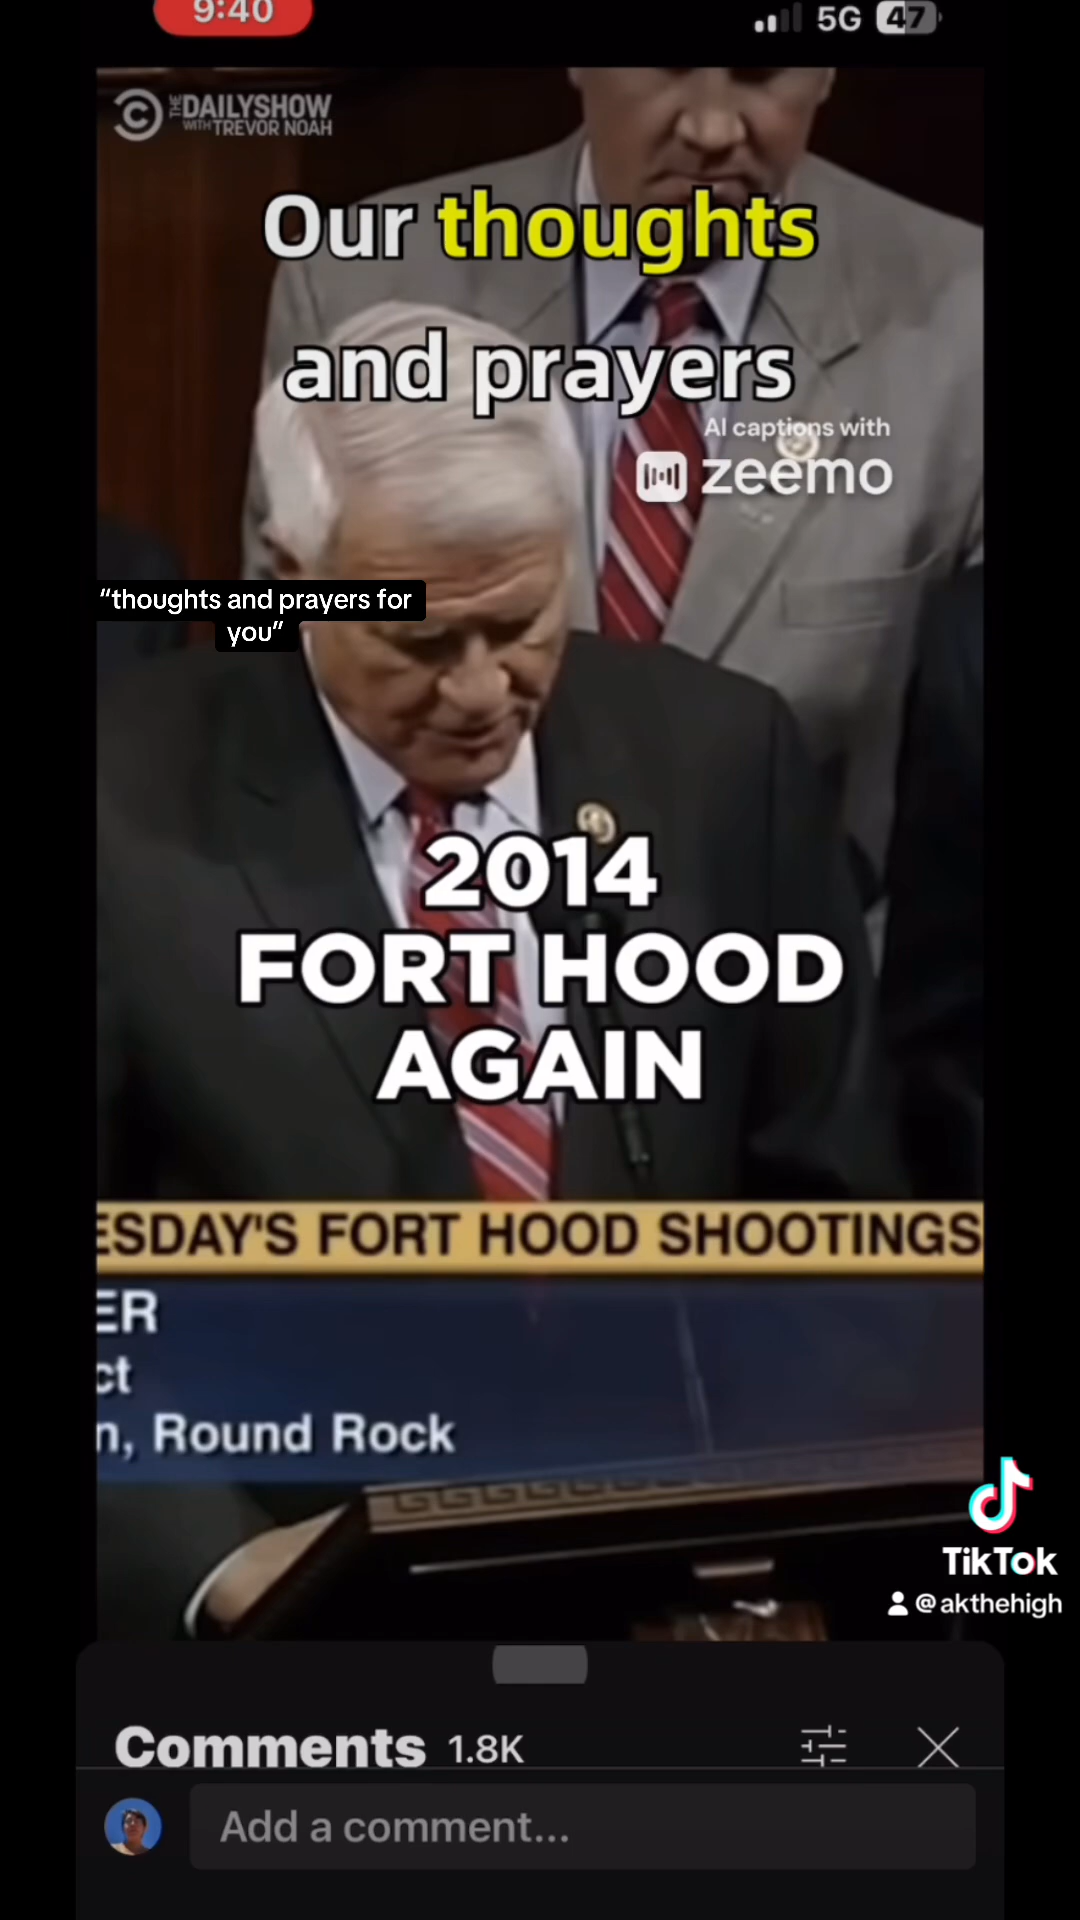 9:40
5G 47
THE DAILYSHOW
WITH TREVOR NOAH
Our thoughts
and prayers
AI captions with
zeemo
“thoughts and prayers for
you”
2014
FORT HOOD
AGAIN
ESDAY'S FORT HOOD SHOOTINGS
ER
ct
n, Round Rock
TikTok
@akthehigh
Comments 1.8K
Add a comment...